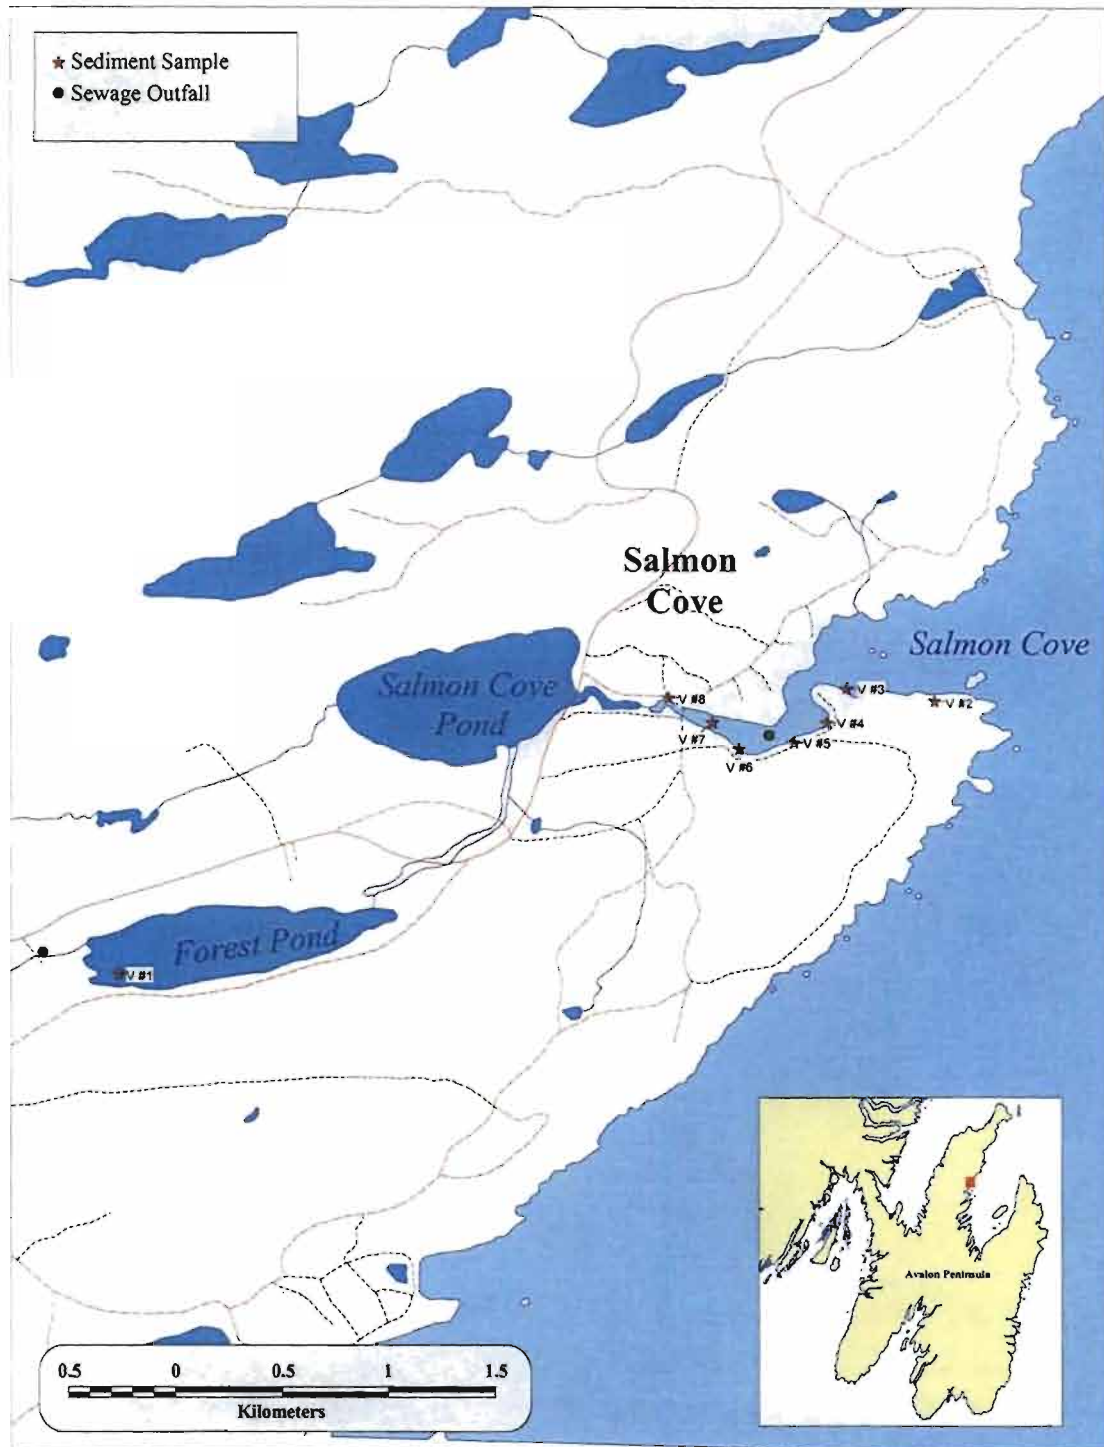 Sediment Sample
Sewage Outfall
Salmon
Cove
Salmon Cove
Salmon Cove
Pond
V #8
V #3
V #2
V #7
V #4
V #5
V #6
Forest Pond
V #1
Avalon Peninsula
0.5 0 0.5 1 1.5
Kilometers